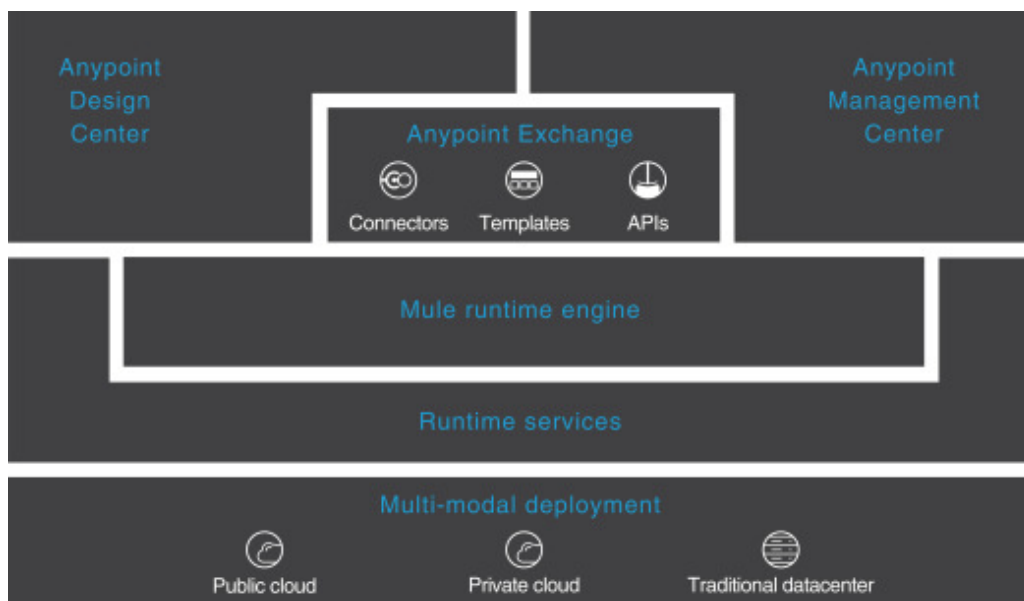 Anypoint
Design
Center
Anypoint
Management
Center
Anypoint Exchange
Connectors
Templates
APIs
Mule runtime engine
Runtime services
Multi-modal deployment
Public cloud
Private cloud
Traditional datacenter